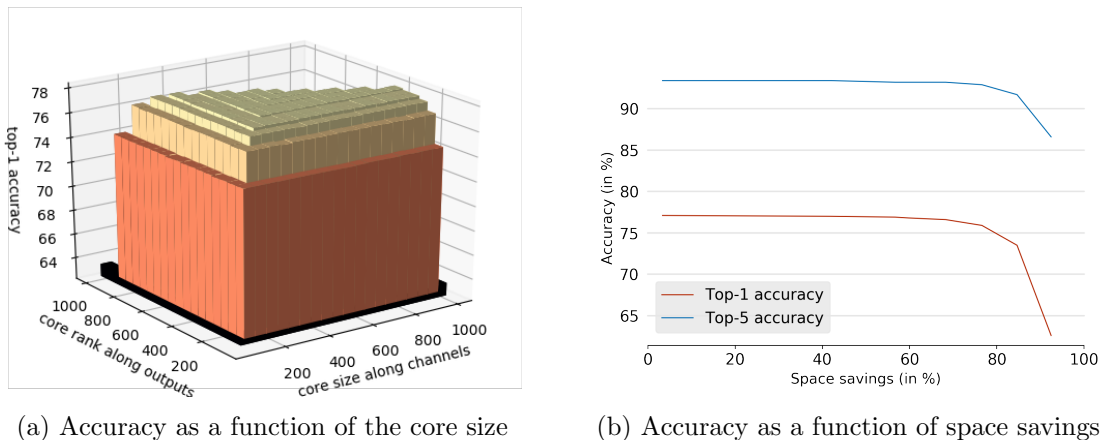 78
76
74
72
70
68
66
64
top-1 accuracy
1000
800
600
400
200
core rank along outputs
200
400
600
800
1000
core size along channels
(a) Accuracy as a function of the core size
90
85
80
75
70
65
Accuracy (in %)
Top-1 accuracy
Top-5 accuracy
0 20 40 60 80 100
Space savings (in %)
(b) Accuracy as a function of space savings